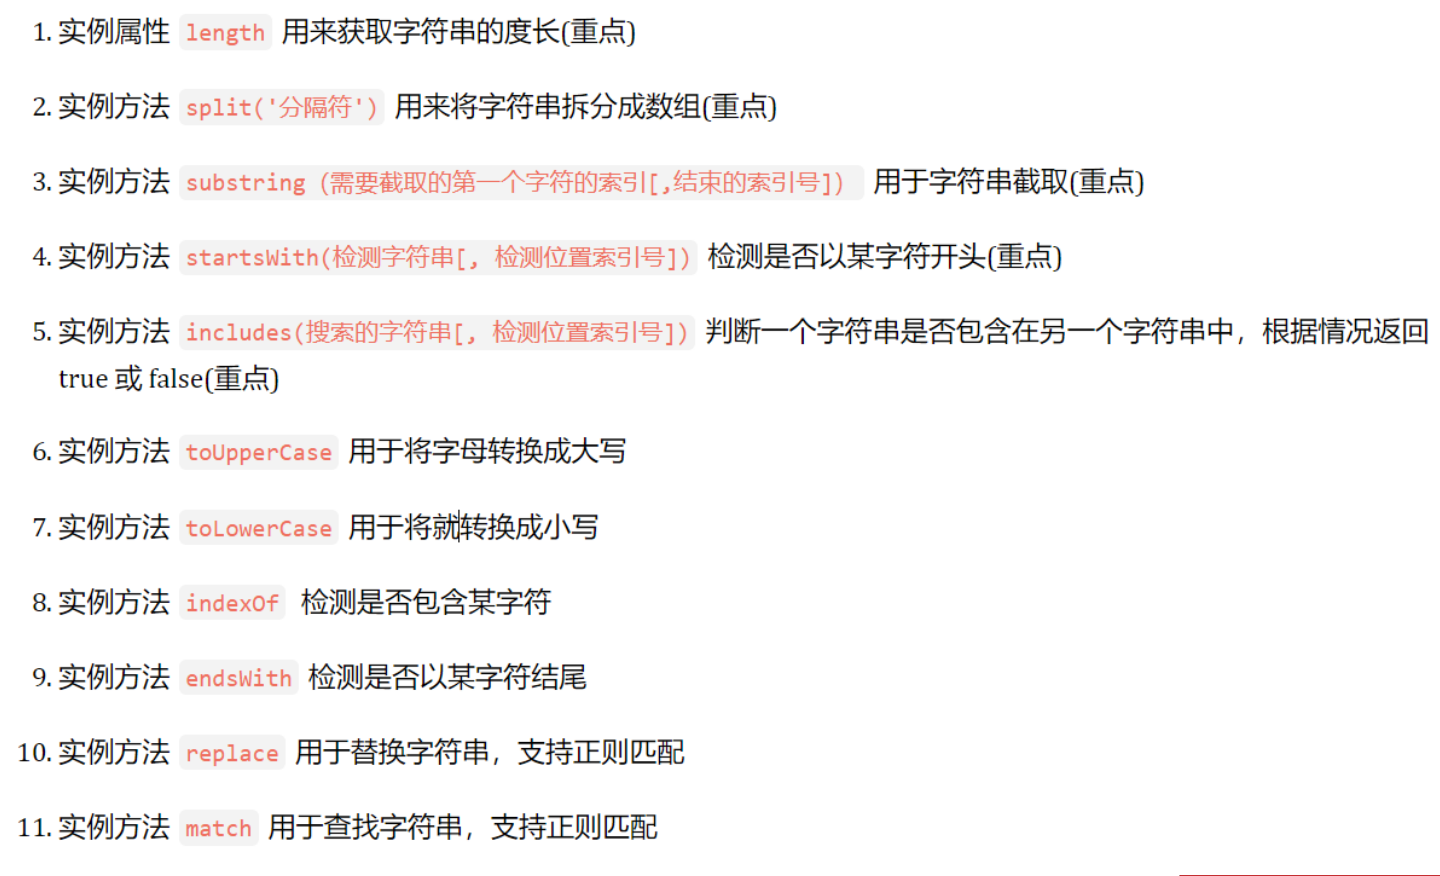 1. 实例属性 length 用来获取字符串的度长(重点)
2. 实例方法 split('分隔符') 用来将字符串拆分成数组(重点)
3. 实例方法 substring (需要截取的第一个字符的索引[,结束的索引号]) 用于字符串截取(重点)
4. 实例方法 startsWith(检测字符串[, 检测位置索引号]) 检测是否以某字符开头(重点)
5. 实例方法 includes(搜索的字符串[, 检测位置索引号]) 判断一个字符串是否包含在另一个字符串中，根据情况返回
true 或 false(重点)
6. 实例方法 toUpperCase 用于将字母转换成大写
7. 实例方法 toLowerCase 用于将就转换成小写
8. 实例方法 indexOf 检测是否包含某字符
9. 实例方法 endsWith 检测是否以某字符结尾
10. 实例方法 replace 用于替换字符串，支持正则匹配
11. 实例方法 match 用于查找字符串，支持正则匹配